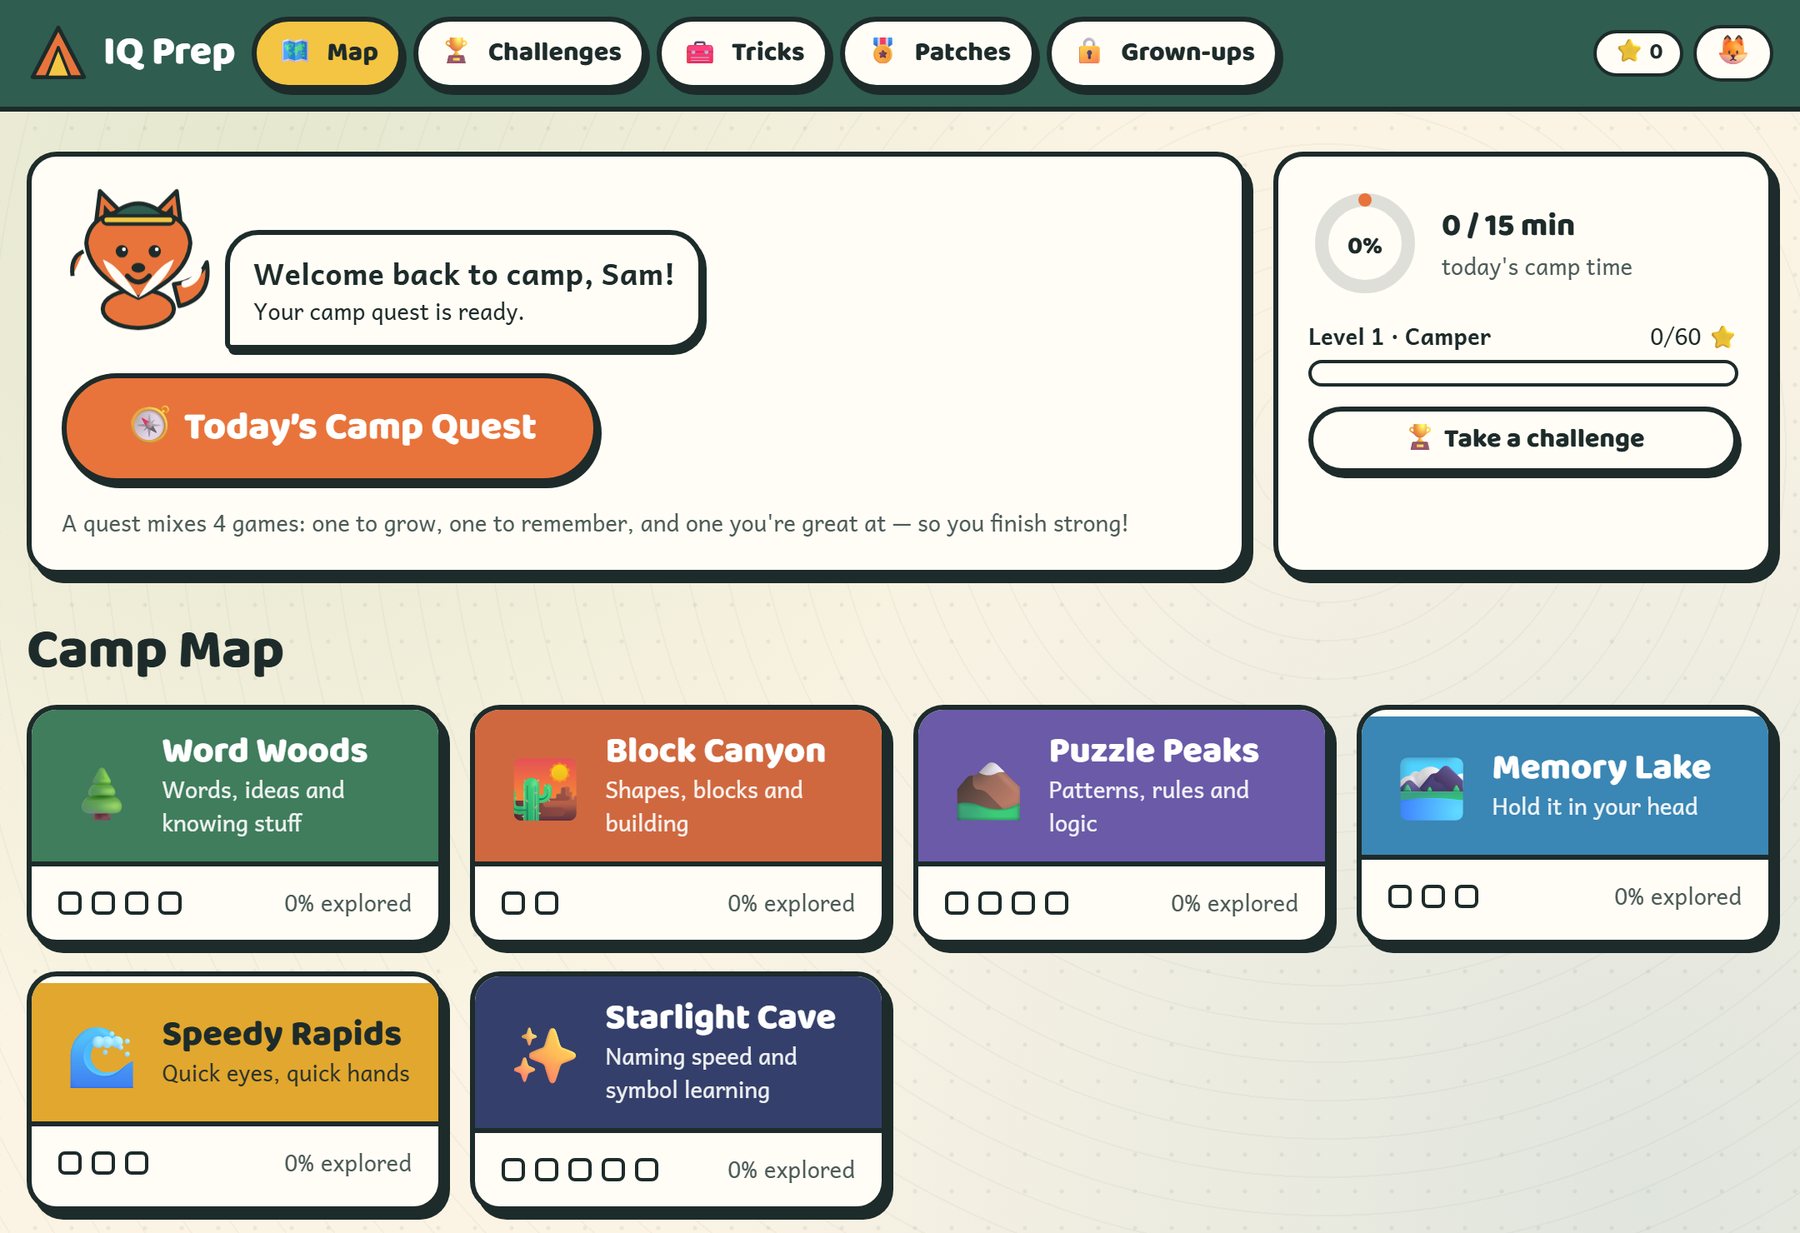 IQ Prep
Map
Challenges
Tricks
Patches
Grown-ups
0
Welcome back to camp, Sam!
Your camp quest is ready.
Today's Camp Quest
A quest mixes 4 games: one to grow, one to remember, and one you're great at — so you finish strong!
0%
0 / 15 min
today's camp time
Level 1 · Camper
0/60
Take a challenge
Camp Map
Word Woods
Words, ideas and
knowing stuff
0% explored
Block Canyon
Shapes, blocks and
building
0% explored
Puzzle Peaks
Patterns, rules and
logic
0% explored
Memory Lake
Hold it in your head
0% explored
Speedy Rapids
Quick eyes, quick hands
0% explored
Starlight Cave
Naming speed and
symbol learning
0% explored